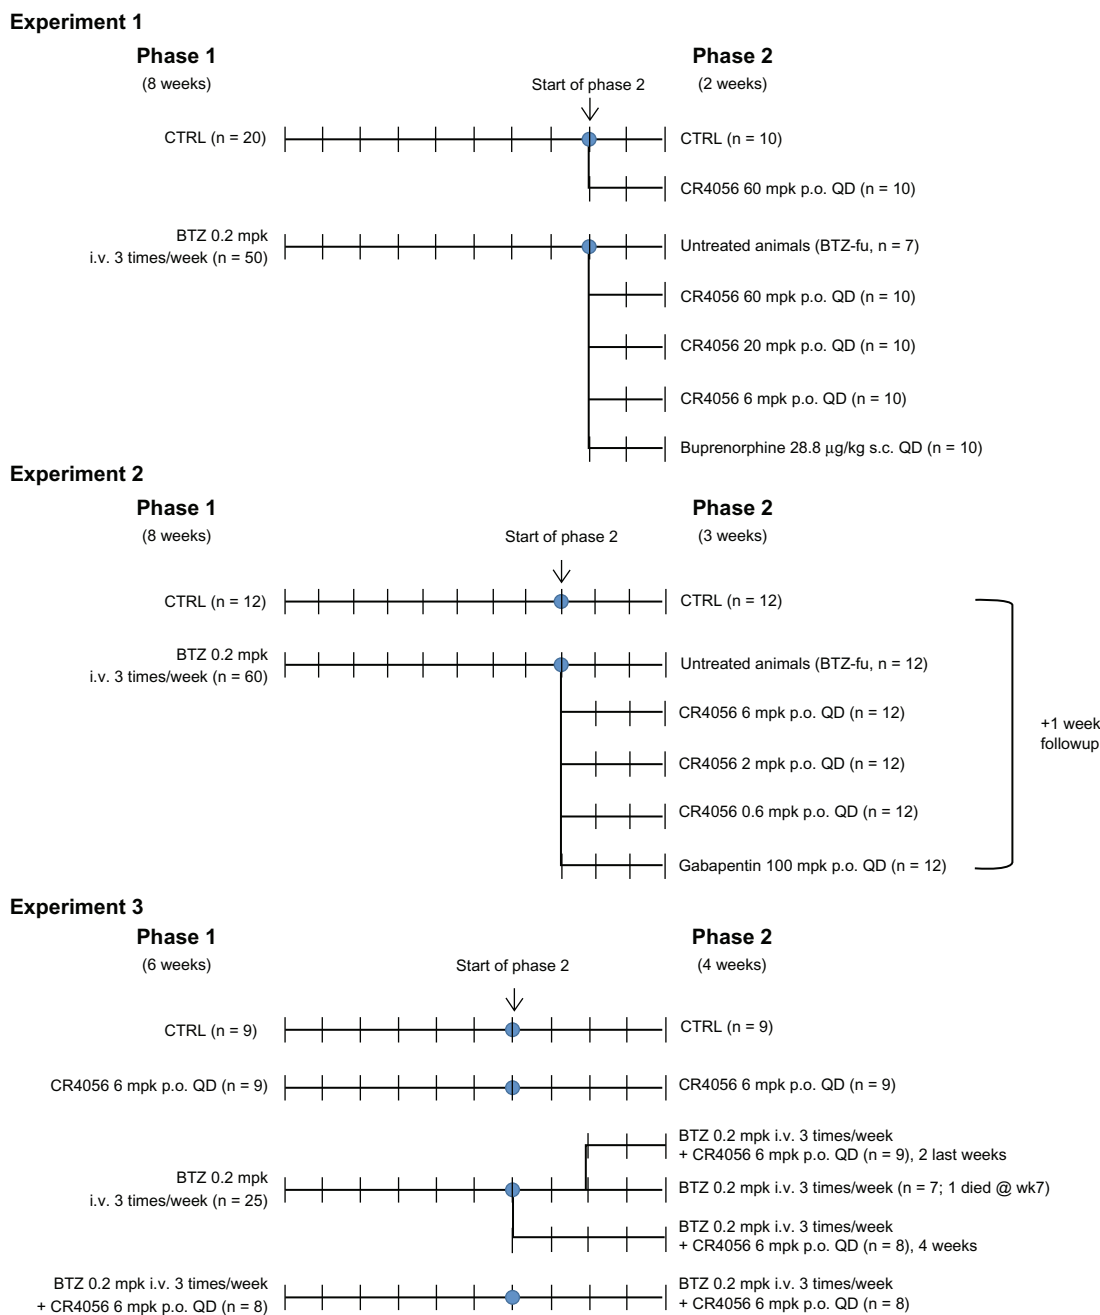 Experiment 1
Phase 1
(8 weeks)
Phase 2
(2 weeks)
Start of phase 2
CTRL (n = 20)
CTRL (n = 10)
CR4056 60 mpk p.o. QD (n = 10)
BTZ 0.2 mpk
i.v. 3 times/week (n = 50)
Untreated animals (BTZ-fu, n = 7)
CR4056 60 mpk p.o. QD (n = 10)
CR4056 20 mpk p.o. QD (n = 10)
CR4056 6 mpk p.o. QD (n = 10)
Buprenorphine 28.8 μg/kg s.c. QD (n = 10)
Experiment 2
Phase 1
(8 weeks)
Phase 2
(3 weeks)
Start of phase 2
CTRL (n = 12)
CTRL (n = 12)
BTZ 0.2 mpk
i.v. 3 times/week (n = 60)
Untreated animals (BTZ-fu, n = 12)
CR4056 6 mpk p.o. QD (n = 12)
CR4056 2 mpk p.o. QD (n = 12)
CR4056 0.6 mpk p.o. QD (n = 12)
Gabapentin 100 mpk p.o. QD (n = 12)
+1 week
followup
Experiment 3
Phase 1
(6 weeks)
Phase 2
(4 weeks)
Start of phase 2
CTRL (n = 9)
CTRL (n = 9)
CR4056 6 mpk p.o. QD (n = 9)
CR4056 6 mpk p.o. QD (n = 9)
BTZ 0.2 mpk
i.v. 3 times/week (n = 25)
BTZ 0.2 mpk i.v. 3 times/week
+ CR4056 6 mpk p.o. QD (n = 9), 2 last weeks
BTZ 0.2 mpk i.v. 3 times/week (n = 7; 1 died @ wk7)
BTZ 0.2 mpk i.v. 3 times/week
+ CR4056 6 mpk p.o. QD (n = 8), 4 weeks
BTZ 0.2 mpk i.v. 3 times/week
+ CR4056 6 mpk p.o. QD (n = 8)
BTZ 0.2 mpk i.v. 3 times/week
+ CR4056 6 mpk p.o. QD (n = 8)